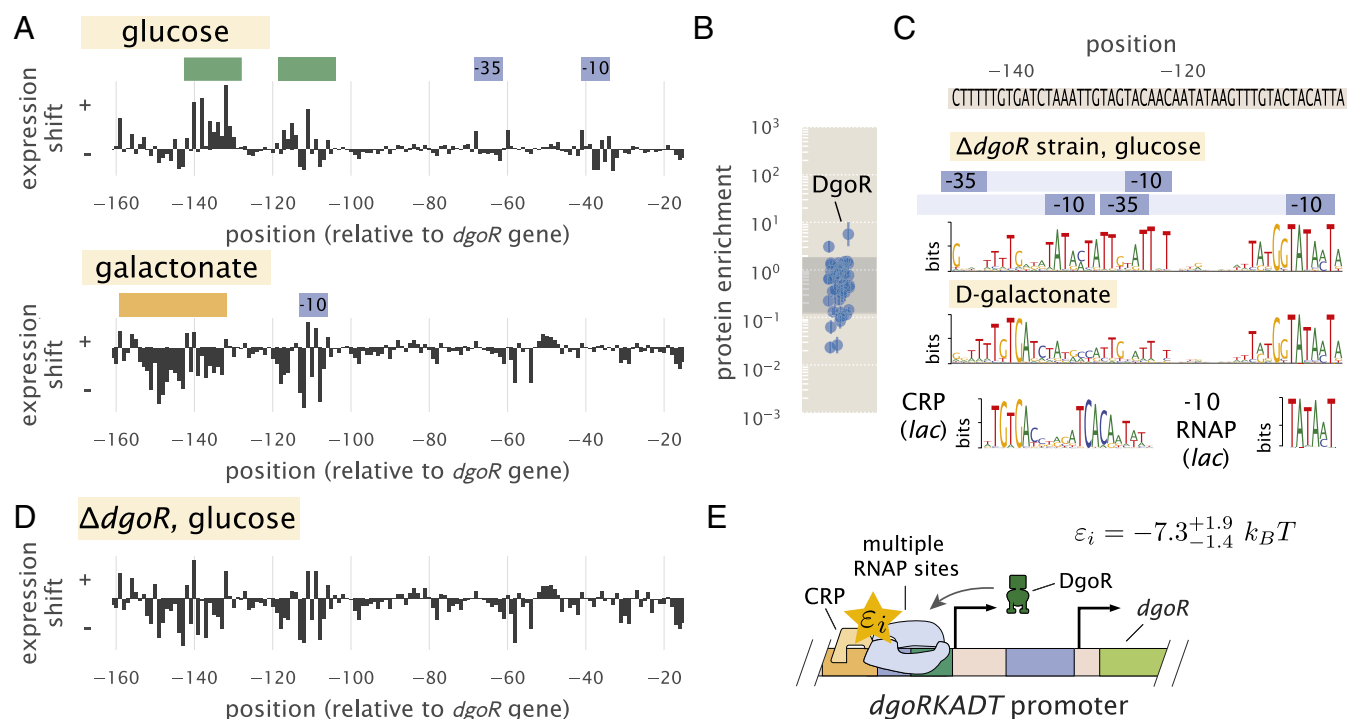 A
glucose
-35
-10
expression shift
+
-
−160 −140 −120 −100 −80 −60 −40 −20
position (relative to dgoR gene)
galactonate
-10
expression shift
+
-
−160 −140 −120 −100 −80 −60 −40 −20
position (relative to dgoR gene)
B
protein enrichment
10³
10²
10¹
10⁰
10⁻¹
10⁻²
10⁻³
DgoR
C
position
−140 −120
CTTTTTGTGATCTAAATTGTAGTACAACAATATAAGTTTGTACTACATTA
ΔdgoR strain, glucose
-35 -10
-10 -35 -10
bits
D-galactonate
bits
CRP
(lac)
bits
-10
RNAP
(lac)
bits
TATAAT
D
ΔdgoR, glucose
expression shift
+
-
−160 −140 −120 −100 −80 −60 −40 −20
position (relative to dgoR gene)
E
εᵢ = −7.3 +1.9 −1.4 k_BT
multiple
RNAP sites
CRP
εᵢ
DgoR
dgoR
dgoRKADT promoter